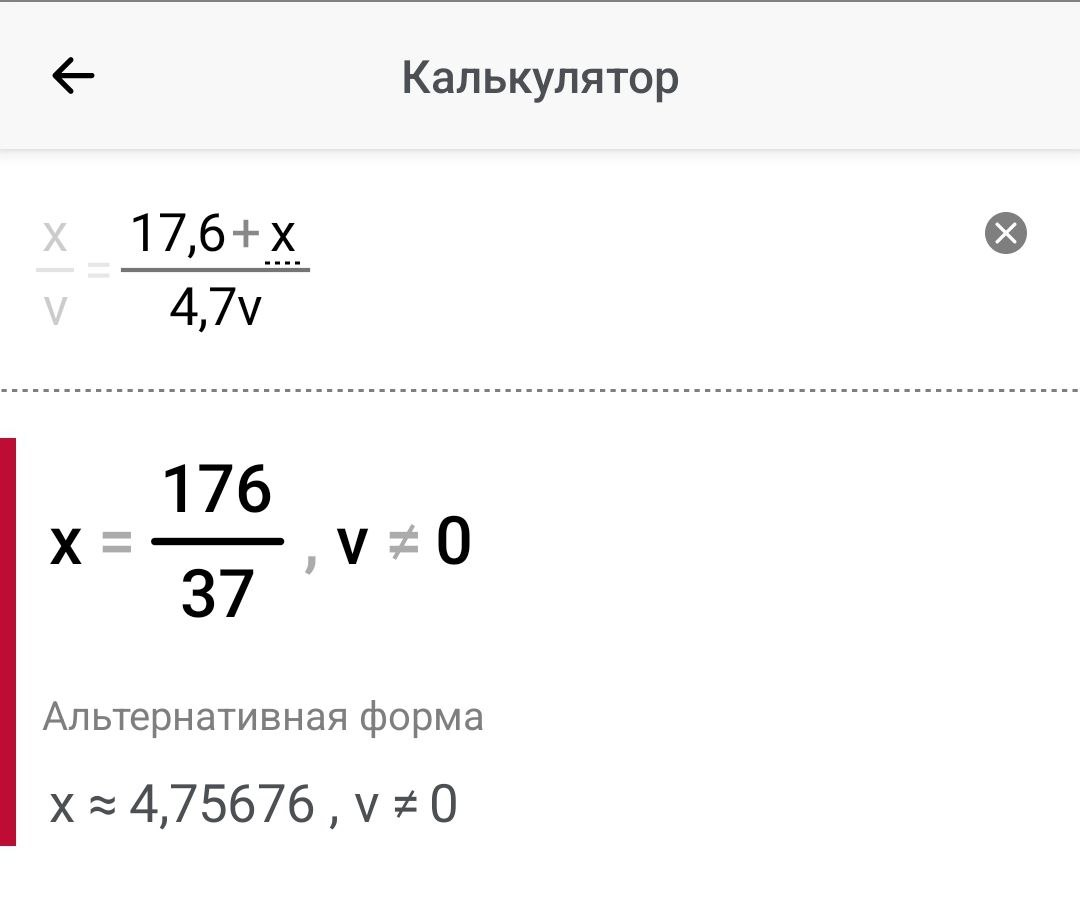 Калькулятор
x/v = 17,6+x/4,7v
x = 176/37 , v ≠ 0
Альтернативная форма
x ≈ 4,75676 , v ≠ 0